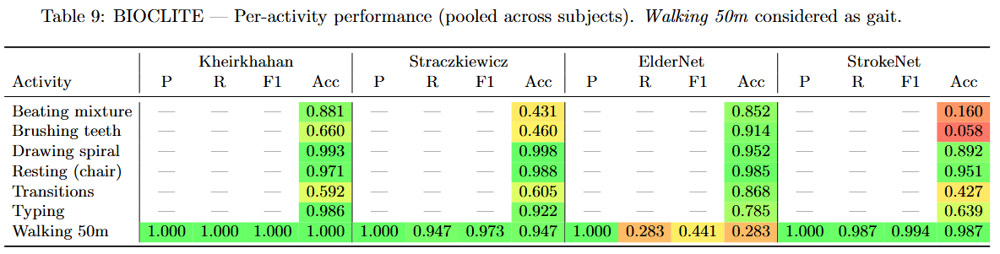 Table 9: BIOCLITE — Per-activity performance (pooled across subjects). Walking 50m considered as gait.
Kheirkhahan Straczkiewicz ElderNet StrokeNet
Activity P R F1 Acc P R F1 Acc P R F1 Acc P R F1 Acc
Beating mixture — — — 0.881 — — — 0.431 — — — 0.852 — — — 0.160
Brushing teeth — — — 0.660 — — — 0.460 — — — 0.914 — — — 0.058
Drawing spiral — — — 0.993 — — — 0.998 — — — 0.952 — — — 0.892
Resting (chair) — — — 0.971 — — — 0.988 — — — 0.985 — — — 0.951
Transitions — — — 0.592 — — — 0.605 — — — 0.868 — — — 0.427
Typing — — — 0.986 — — — 0.922 — — — 0.785 — — — 0.639
Walking 50m 1.000 1.000 1.000 1.000 1.000 0.947 0.973 0.947 1.000 0.283 0.441 0.283 1.000 0.987 0.994 0.987